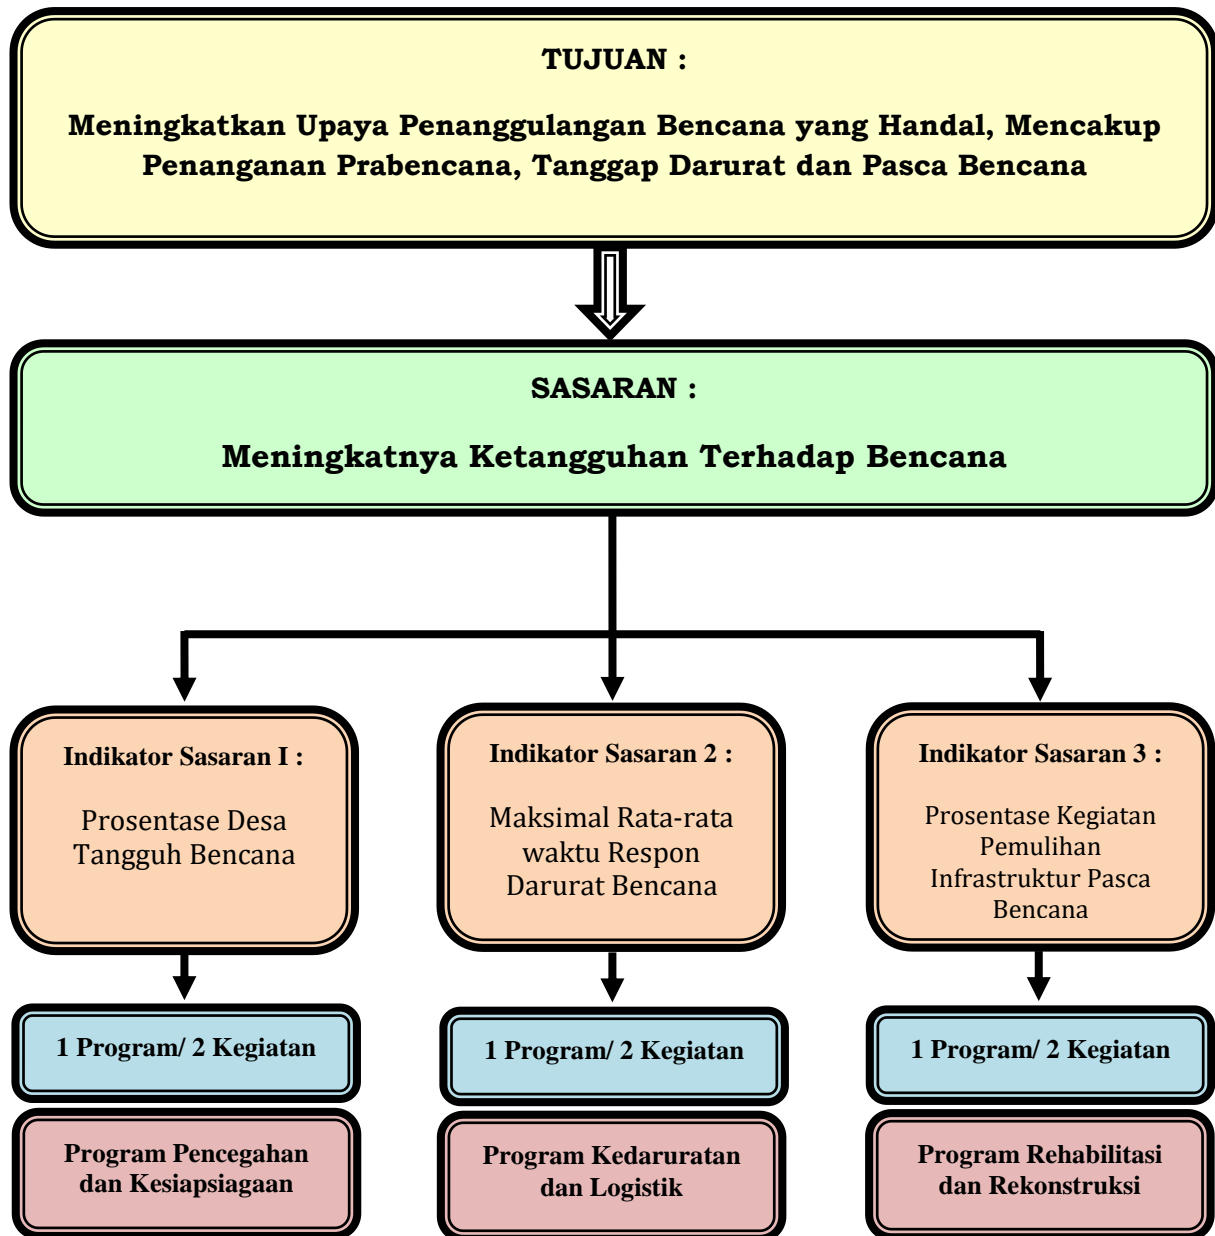 TUJUAN :
Meningkatkan Upaya Penanggulangan Bencana yang Handal, Mencakup
Penanganan Prabencana, Tanggap Darurat dan Pasca Bencana
SASARAN :
Meningkatnya Ketangguhan Terhadap Bencana
Indikator Sasaran I :
Prosentase Desa
Tangguh Bencana
Indikator Sasaran 2 :
Maksimal Rata-rata
waktu Respon
Darurat Bencana
Indikator Sasaran 3 :
Prosentase Kegiatan
Pemulihan
Infrastruktur Pasca
Bencana
1 Program/ 2 Kegiatan
1 Program/ 2 Kegiatan
1 Program/ 2 Kegiatan
Program Pencegahan
dan Kesiapsiagaan
Program Kedaruratan
dan Logistik
Program Rehabilitasi
dan Rekonstruksi